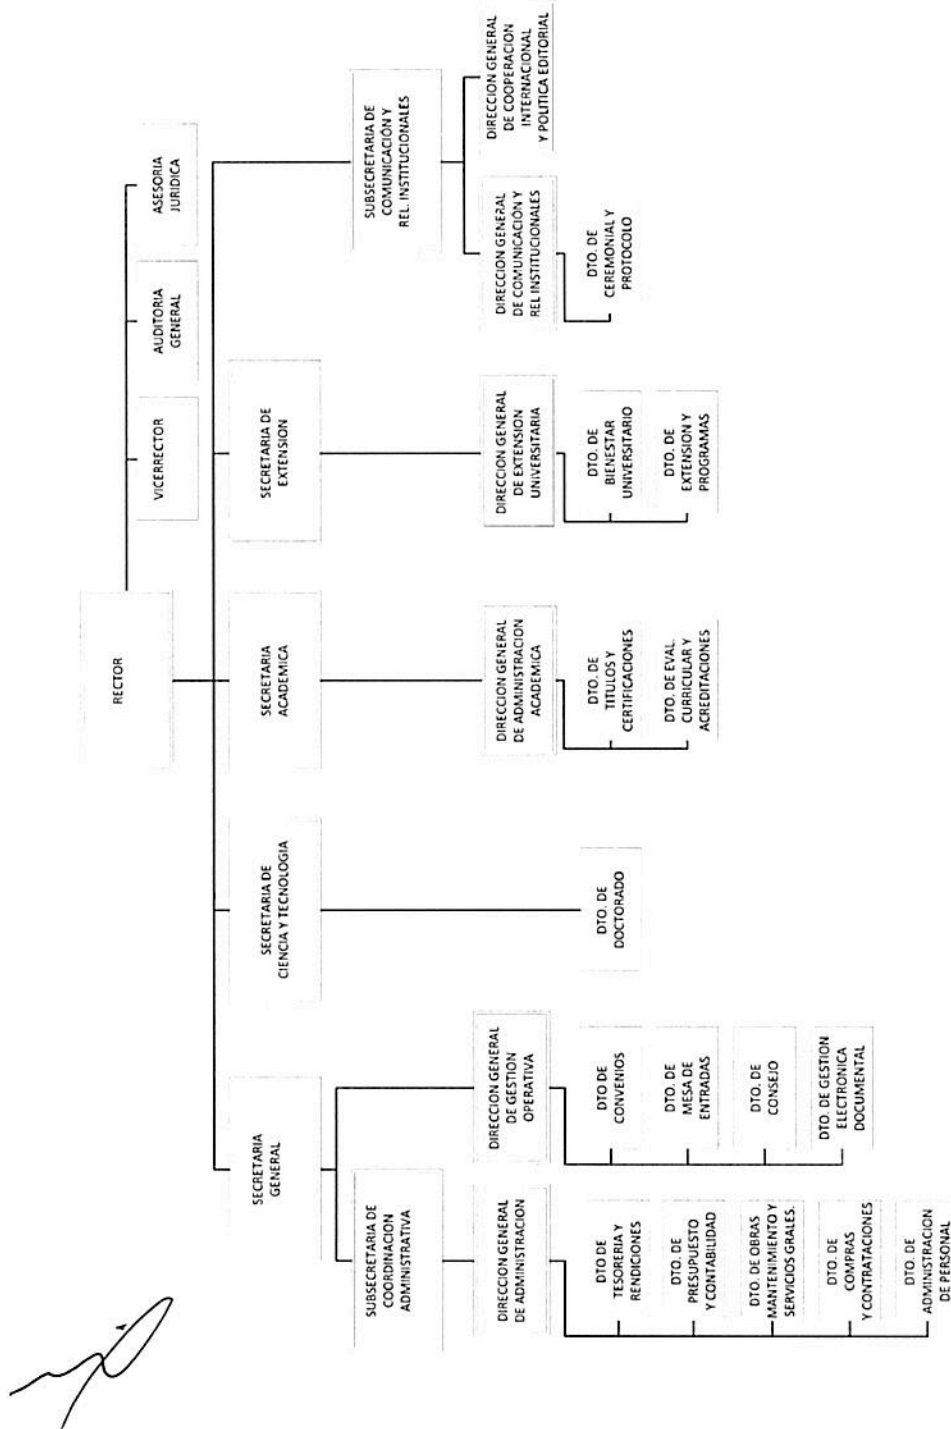 RECTOR
VICERRECTOR
AUDITORIA
GENERAL
ASESORIA
JURIDICA
SECRETARIA
GENERAL
SECRETARIA DE
CIENCIA Y TECNOLOGIA
SECRETARIA
ACADEMICA
SECRETARIA DE
EXTENSION
SUBSECRETARIA DE
COORDINACION
ADMINISTRATIVA
SUBSECRETARIA DE
COMUNICACIÓN Y
REL. INSTITUCIONALES
DIRECCION GENERAL
DE ADMINISTRACION
DIRECCION GENERAL
DE GESTION
OPERATIVA
DIRECCION GENERAL
DE ADMINISTRACION
ACADEMICA
DIRECCION GENERAL
DE EXTENSION
UNIVERSITARIA
DIRECCION GENERAL
DE COMUNICACIÓN Y
REL INSTITUCIONALES
DIRECCION GENERAL
DE COOPERACION
INTERNACIONAL
Y POLITICA EDITORIAL
DTO DE
TESORERIA Y
RENDICIONES
DTO. DE
PRESUPUESTO
Y CONTABILIDAD
DTO. DE OBRAS
MANTENIMIENTO Y
SERVICIOS GRALES.
DTO. DE
COMPRAS
Y CONTRATACIONES
DTO. DE
ADMINISTRACION
DE PERSONAL
DTO DE
CONVENIOS
DTO. DE
MESA DE
ENTRADAS
DTO. DE
CONSEJO
DTO. DE GESTION
ELECTRONICA
DOCUMENTAL
DTO. DE
DOCTORADO
DTO. DE
TITULOS Y
CERTIFICACIONES
DTO. DE EVAL.
CURRICULAR Y
ACREDITACIONES
DTO. DE
BIENESTAR
UNIVERSITARIO
DTO. DE
EXTENSION Y
PROGRAMAS
DTO. DE
CEREMONIAL Y
PROTOCOLO